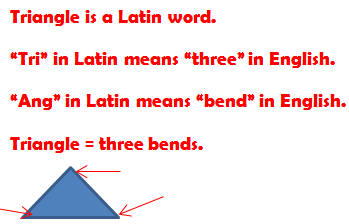 Triangle is a Latin word.
“Tri” in Latin means “three” in English.
“Ang” in Latin means “bend” in English.
Triangle = three bends.